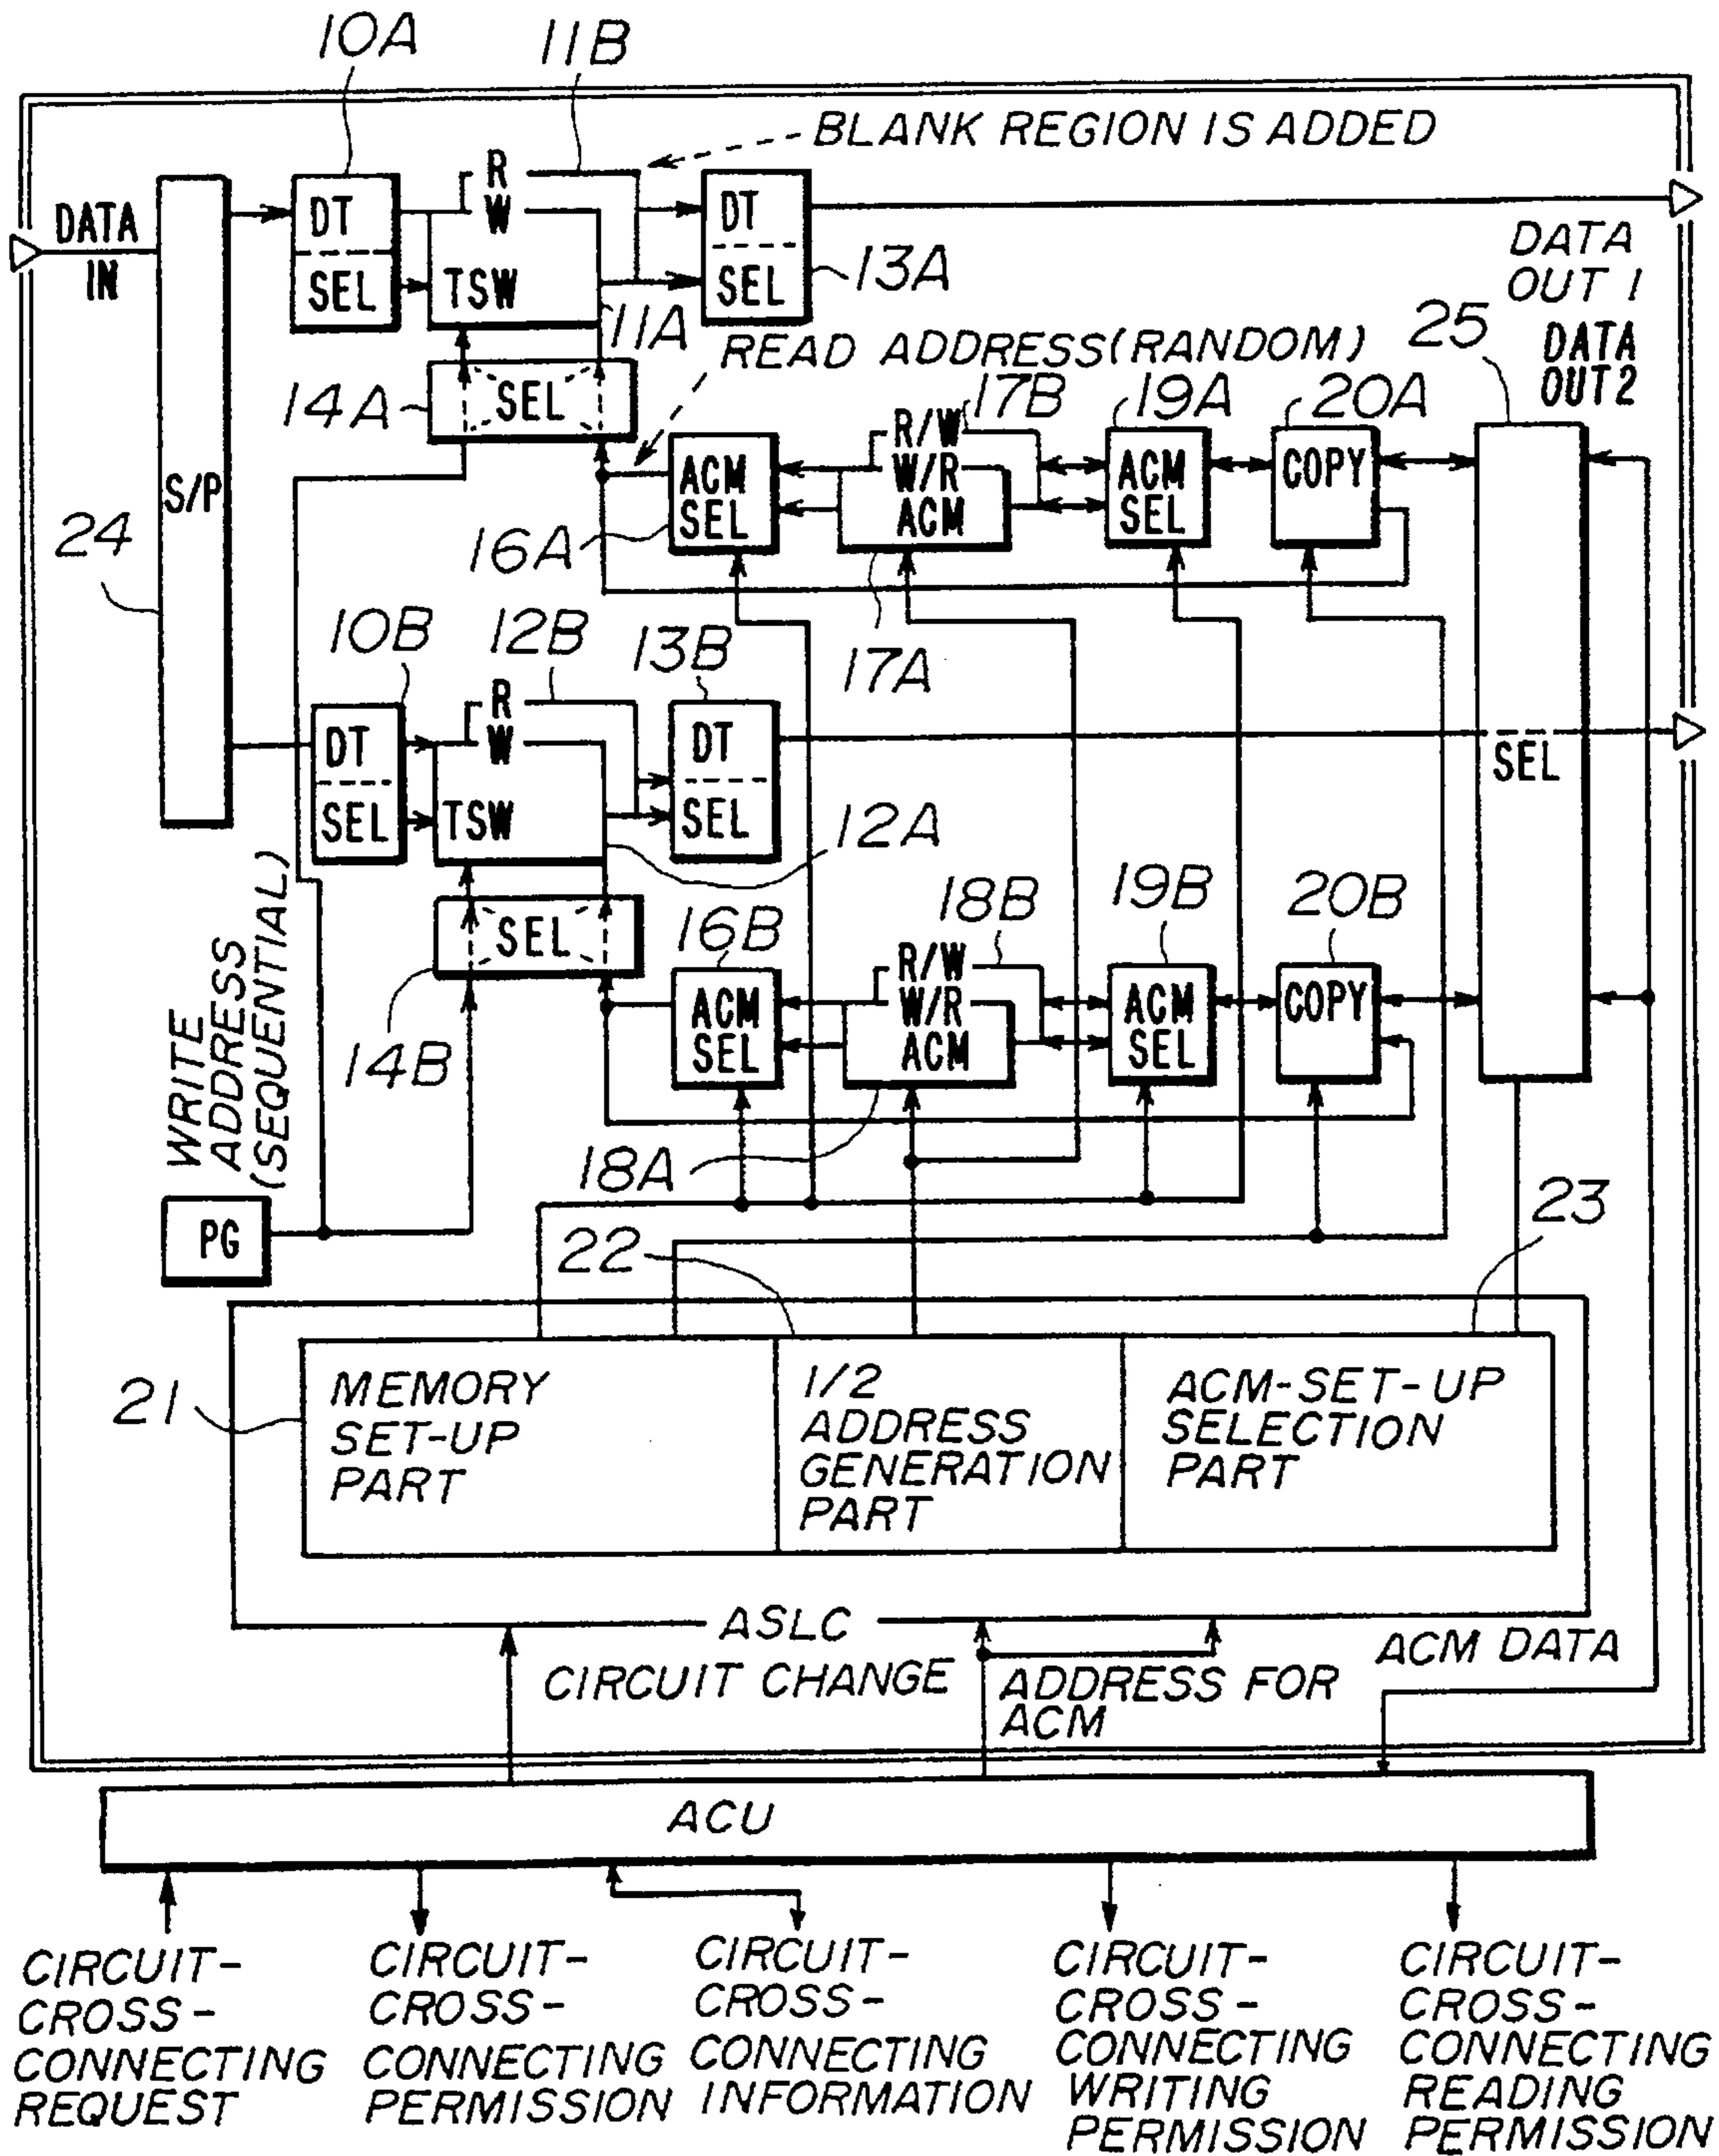 10A
11B
BLANK REGION IS ADDED
DATA
IN
S/P
24
DT
SEL
R
W
TSW
11A
DT
SEL
13A
DATA
OUT 1
DATA
OUT2
25
READ ADDRESS(RANDOM)
14A
SEL
16A
ACM
SEL
17B
R/W
W/R
ACM
17A
19A
ACM
SEL
20A
COPY
SEL
10B
DT
SEL
12B
R
W
TSW
12A
13B
DT
SEL
14B
SEL
16B
ACM
SEL
18B
R/W
W/R
ACM
18A
19B
ACM
SEL
20B
COPY
WRITE
ADDRESS
(SEQUENTIAL)
PG
22
23
21
MEMORY
SET-UP
PART
1/2
ADDRESS
GENERATION
PART
ACM-SET-UP
SELECTION
PART
ASLC
CIRCUIT CHANGE
ADDRESS FOR
ACM
ACM DATA
ACU
CIRCUIT-
CROSS-
CONNECTING
REQUEST
CIRCUIT-
CROSS-
CONNECTING
PERMISSION
CIRCUIT-
CROSS-
CONNECTING
INFORMATION
CIRCUIT-
CROSS-
CONNECTING
WRITING
PERMISSION
CIRCUIT-
CROSS-
CONNECTING
READING
PERMISSION